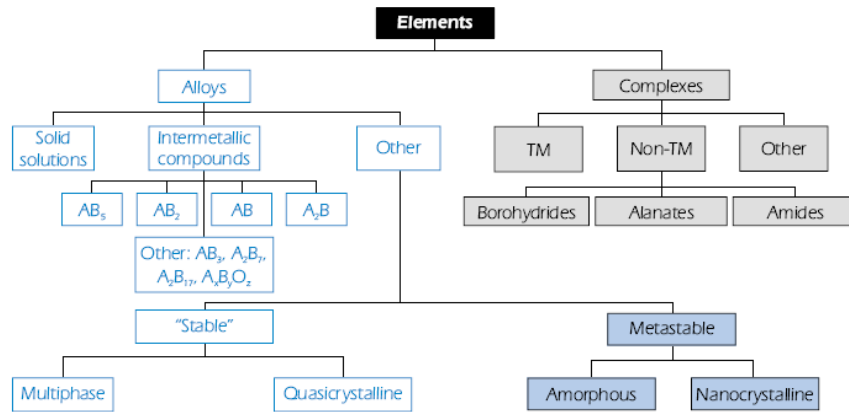 Elements
Alloys
Complexes
Solid
solutions
Intermetallic
compounds
Other
TM
Non-TM
Other
AB₅
AB₂
AB
A₂B
Borohydrides
Alanates
Amides
Other: AB₃, A₂B₇,
A₂B₁₇, AₓBᵧO_z
"Stable"
Metastable
Multiphase
Quasicrystalline
Amorphous
Nanocrystalline